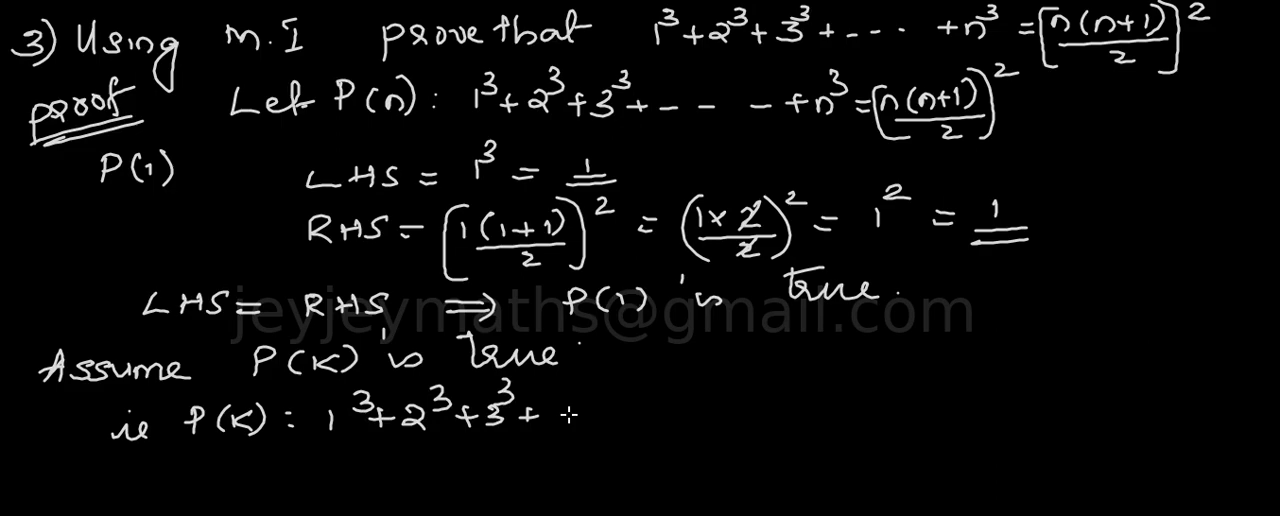 3) Using M.I prove that 1³+2³+3³+---- +n³ = [n(n+1)/2]²
proof Let P(n): 1³+2³+3³+- - - -+n³ = [n(n+1)/2]²
P(1) LHS = 1³ = 1
RHS = [1(1+1)/2]² = (1×2/2)² = 1² = 1
LHS = RHS ⟹ P(1) is true.
jeyjeymaths@gmail.com
Assume P(K) is true.
ie P(K): 1³+2³+3³+